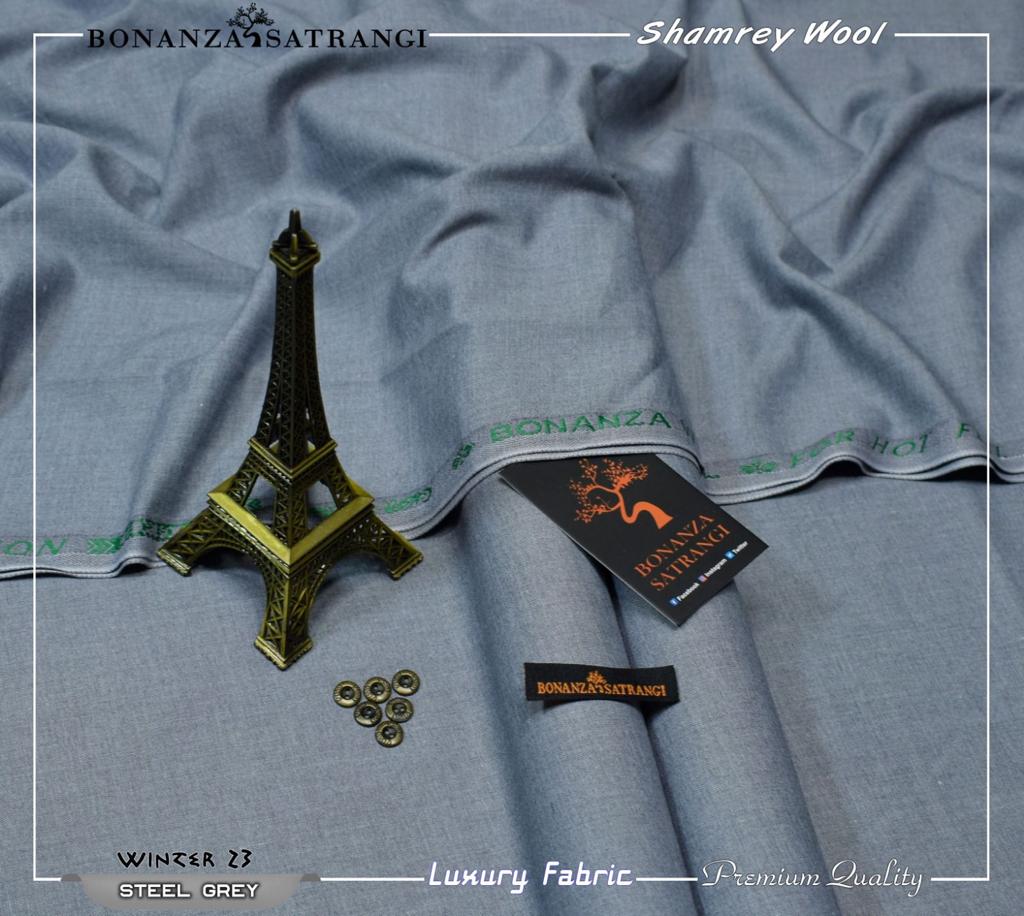 BONANZA SATRANGI
Shamrey Wool
BONANZA
FOR HOT
ON
BONANZA
SATRANGI
Facebook Instagram Twitter
BONANZA SATRANGI
WINTER 23
STEEL GREY
Luxury Fabric
Premium Quality